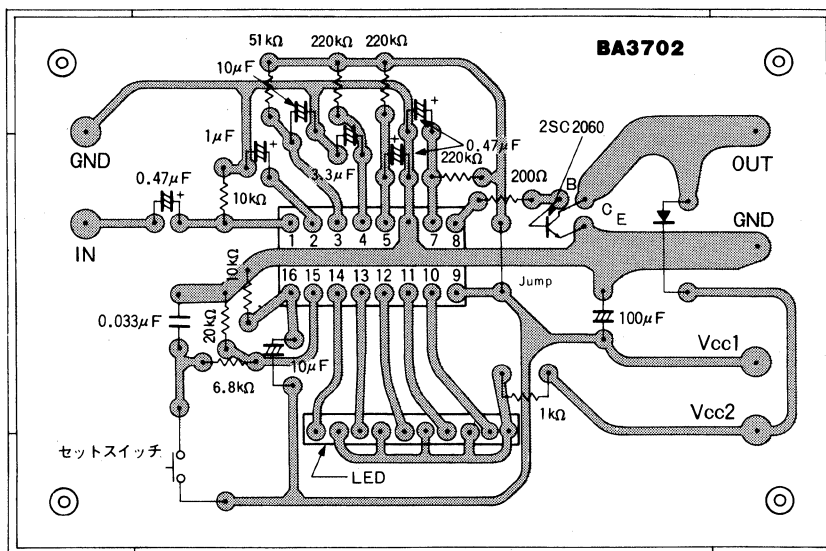 BA3702
51kΩ
220kΩ
220kΩ
10μF
2SC2060
1μF
0.47μF
GND
OUT
3.3μF
220kΩ
200Ω
B
0.47μF
10kΩ
C
E
GND
IN
1 2 3 4 5 7 8
16 15 14 13 12 11 10 9
10kΩ
Jump
0.033μF
20kΩ
100μF
Vcc1
10μF
6.8kΩ
1kΩ
Vcc2
セットスイッチ
LED